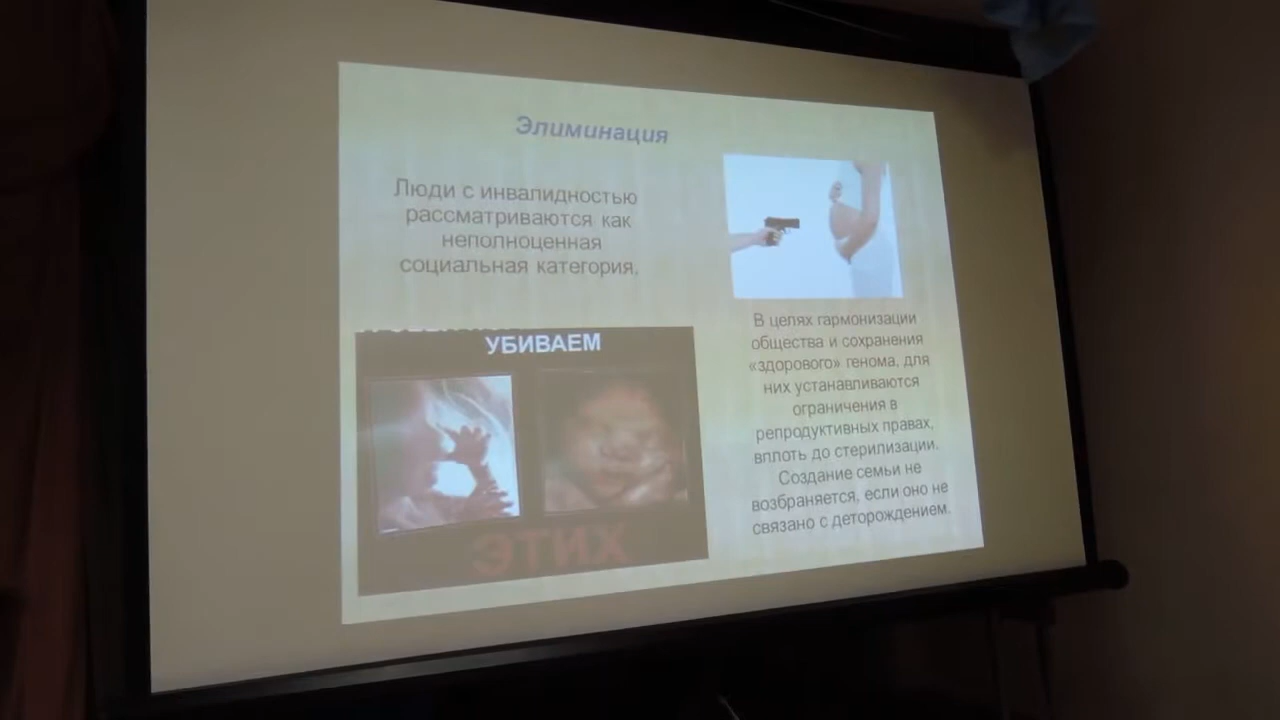 Элиминация
Люди с инвалидностью
рассматриваются как
неполноценная
социальная категория.
УБИВАЕМ
ЭТИХ
В целях гармонизации
общества и сохранения
«здорового» генома, для
них устанавливаются
ограничения в
репродуктивных правах,
вплоть до стерилизации.
Создание семьи не
возбраняется, если оно не
связано с деторождением.